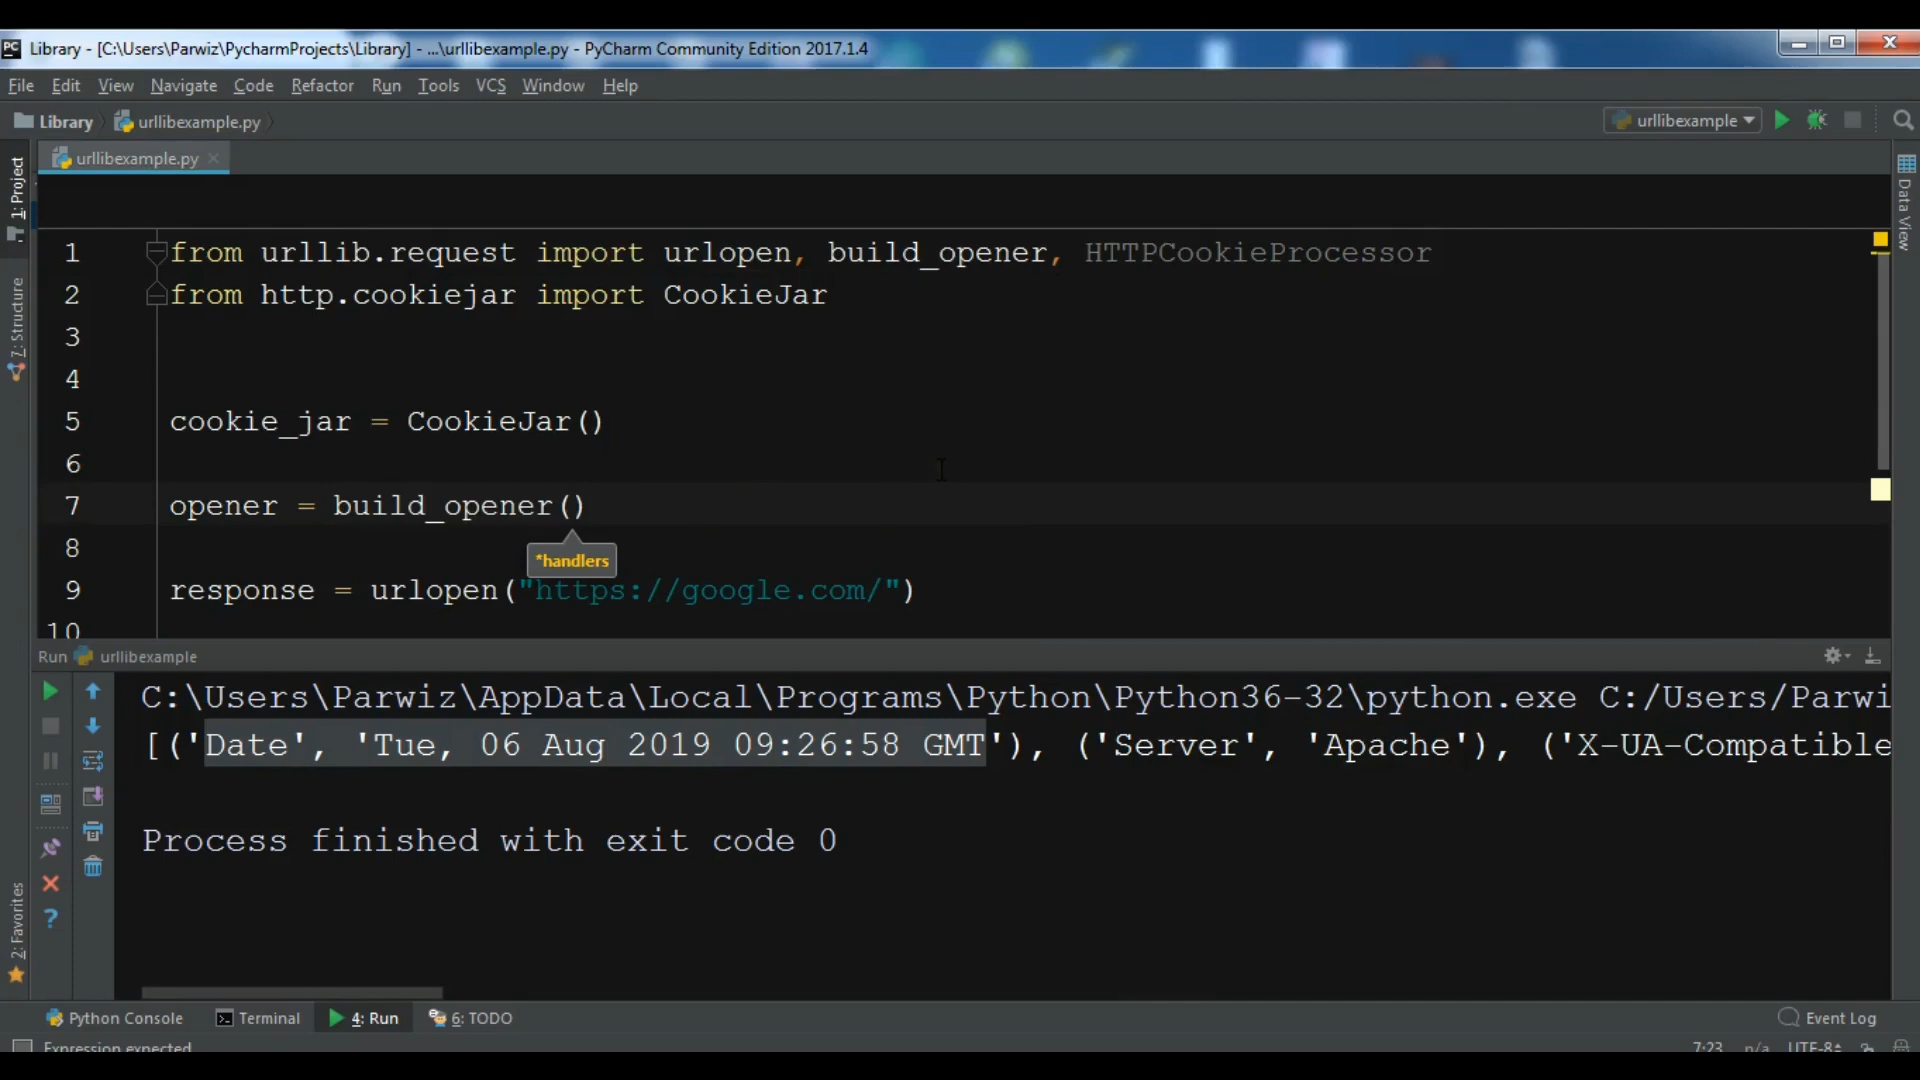 Library - [C:\Users\Parwiz\PycharmProjects\Library] - ...\urllibexample.py - PyCharm Community Edition 2017.1.4
File Edit View Navigate Code Refactor Run Tools VCS Window Help
Library urllibexample.py
urllibexample
urllibexample.py
1: Project
7: Structure
2: Favorites
Data View
1 from urllib.request import urlopen, build_opener, HTTPCookieProcessor
2 from http.cookiejar import CookieJar
3
4
5 cookie_jar = CookieJar()
6
7 opener = build_opener()
8 *handlers
9 response = urlopen("https://google.com/")
10
Run urllibexample
C:\Users\Parwiz\AppData\Local\Programs\Python\Python36-32\python.exe C:/Users/Parwi
[('Date', 'Tue, 06 Aug 2019 09:26:58 GMT'), ('Server', 'Apache'), ('X-UA-Compatible
Process finished with exit code 0
Python Console Terminal 4: Run 6: TODO Event Log
Expression expected 7:23 n/a UTF-8